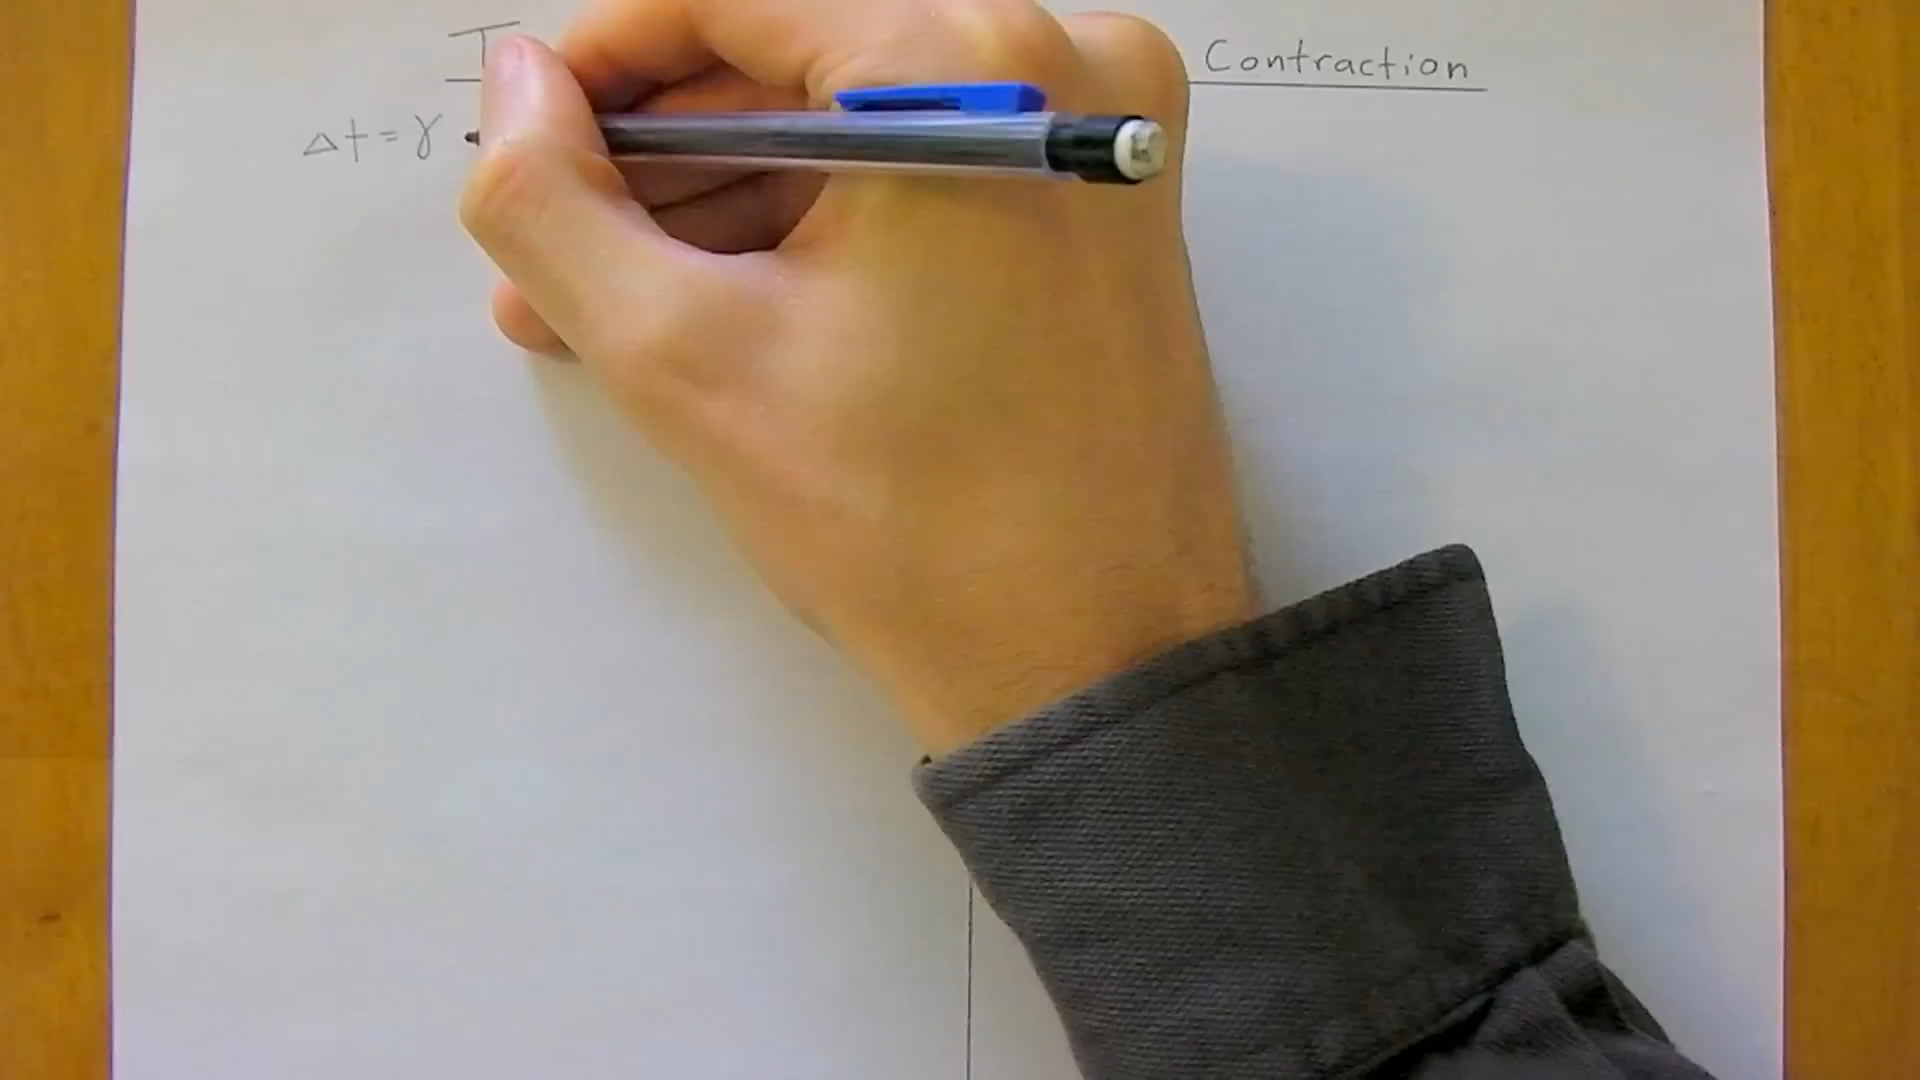 T Contraction
Δt = γ